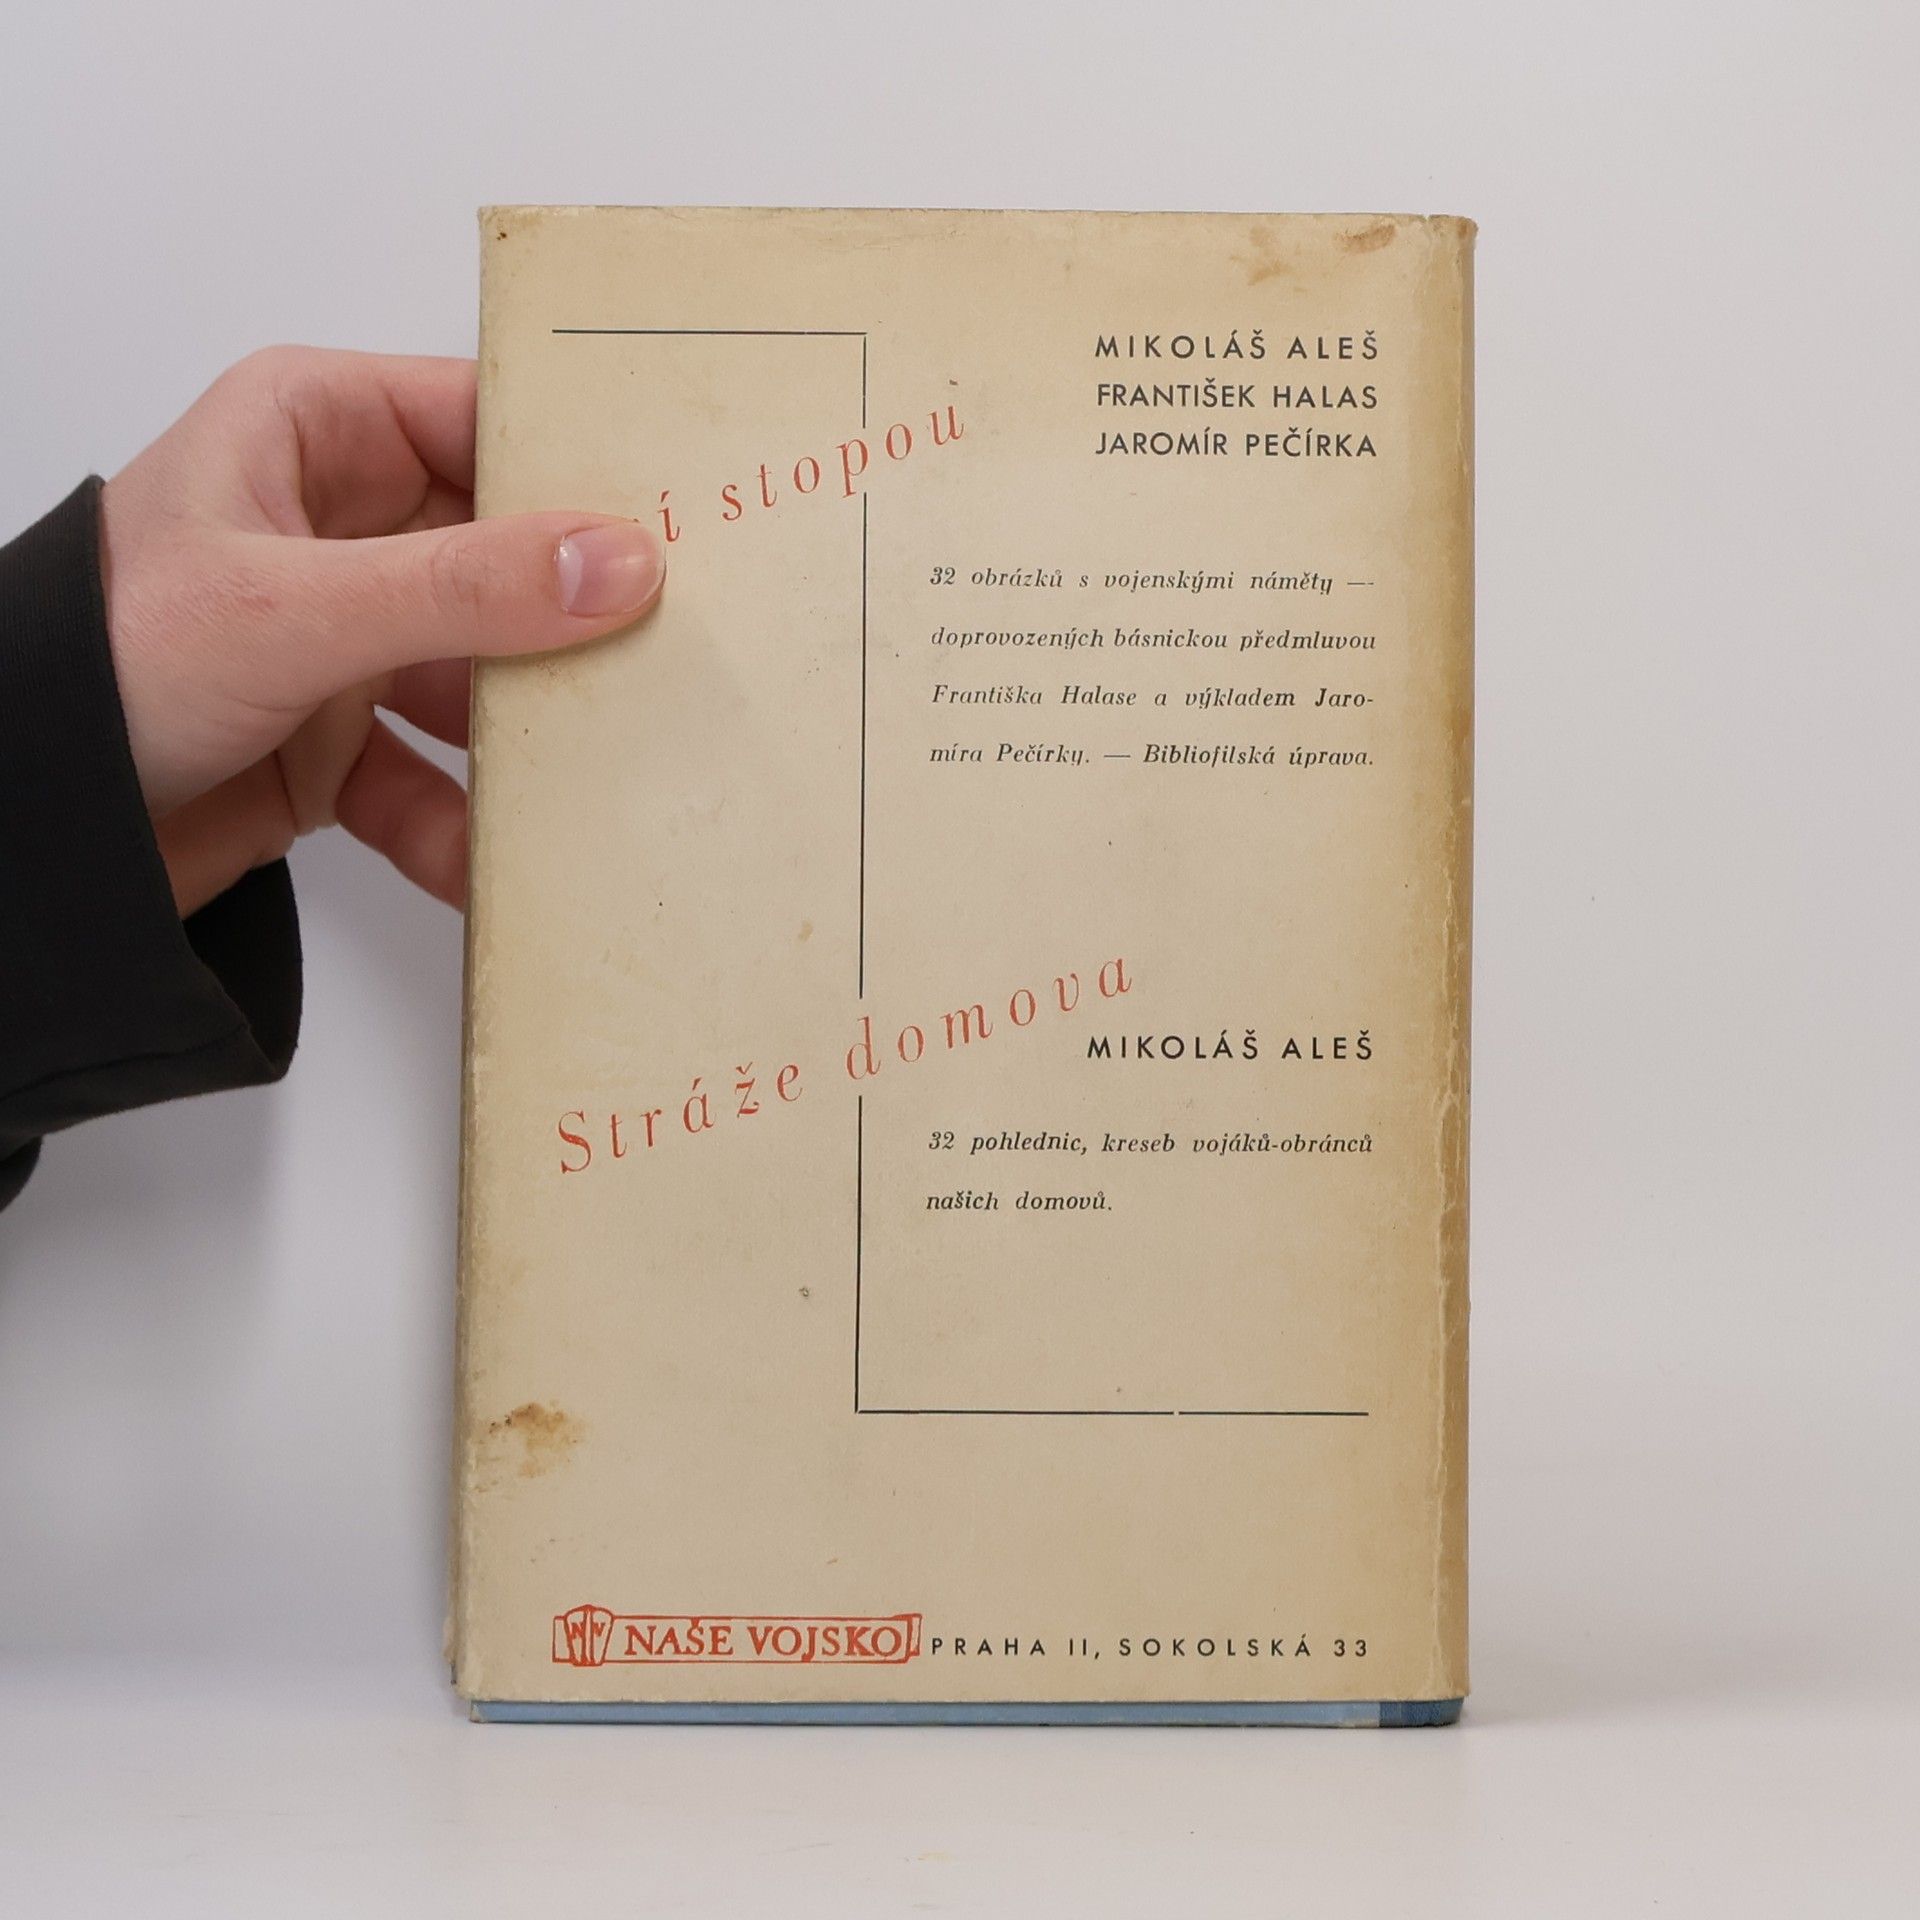 MIKOLÁŠ ALEŠ
FRANTIŠEK HALAS
JAROMÍR PEČÍRKA
stopou
32 obrázků s vojenskými náměty —
doprovozených básnickou předmluvou
Františka Halase a výkladem Jaro-
míra Pečírky. — Bibliofilská úprava.
Stráže domova
MIKOLÁŠ ALEŠ
32 pohlednic, kreseb vojáků-obránců
našich domovů.
NV NAŠE VOJSKO PRAHA II, SOKOLSKÁ 33